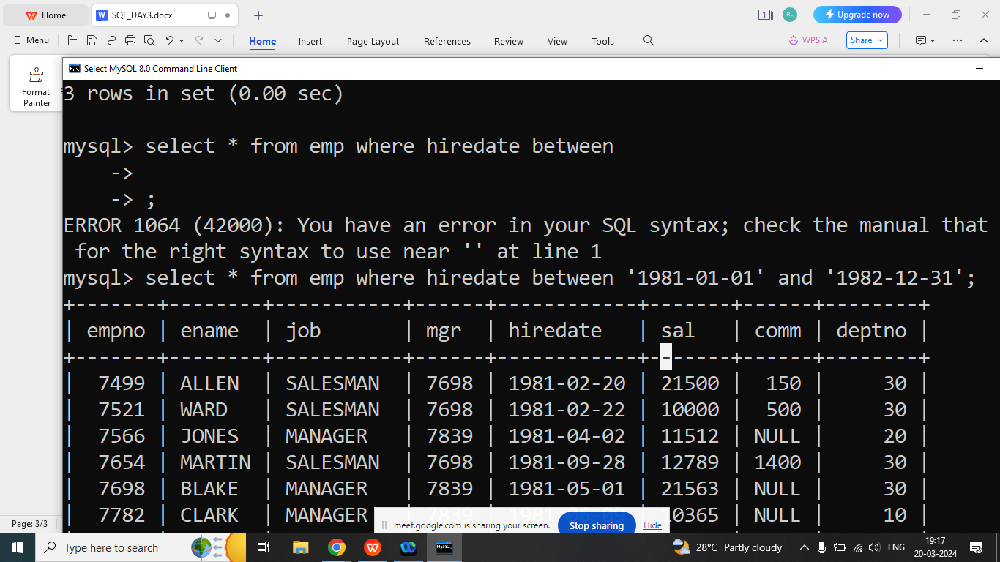 Home
SQL_DAY3.docx
1
RL
Upgrade now
Menu
Home Insert Page Layout References Review View Tools
WPS AI
Share
Format
Painter
Select MySQL 8.0 Command Line Client
3 rows in set (0.00 sec)
mysql> select * from emp where hiredate between
->
-> ;
ERROR 1064 (42000): You have an error in your SQL syntax; check the manual that
for the right syntax to use near '' at line 1
mysql> select * from emp where hiredate between '1981-01-01' and '1982-12-31';
+-------+--------+-----------+------+------------+-------+------+--------+
| empno | ename | job | mgr | hiredate | sal | comm | deptno |
+-------+--------+-----------+------+------------+-------+------+--------+
| 7499 | ALLEN | SALESMAN | 7698 | 1981-02-20 | 21500 | 150 | 30 |
| 7521 | WARD | SALESMAN | 7698 | 1981-02-22 | 10000 | 500 | 30 |
| 7566 | JONES | MANAGER | 7839 | 1981-04-02 | 11512 | NULL | 20 |
| 7654 | MARTIN | SALESMAN | 7698 | 1981-09-28 | 12789 | 1400 | 30 |
| 7698 | BLAKE | MANAGER | 7839 | 1981-05-01 | 21563 | NULL | 30 |
| 7782 | CLARK | MANAGER | 7839 | 1981-06-09 | 10365 | NULL | 10 |
Page: 3/3
meet.google.com is sharing your screen.
Stop sharing
Hide
Type here to search
28°C Partly cloudy
ENG
19:17
20-03-2024